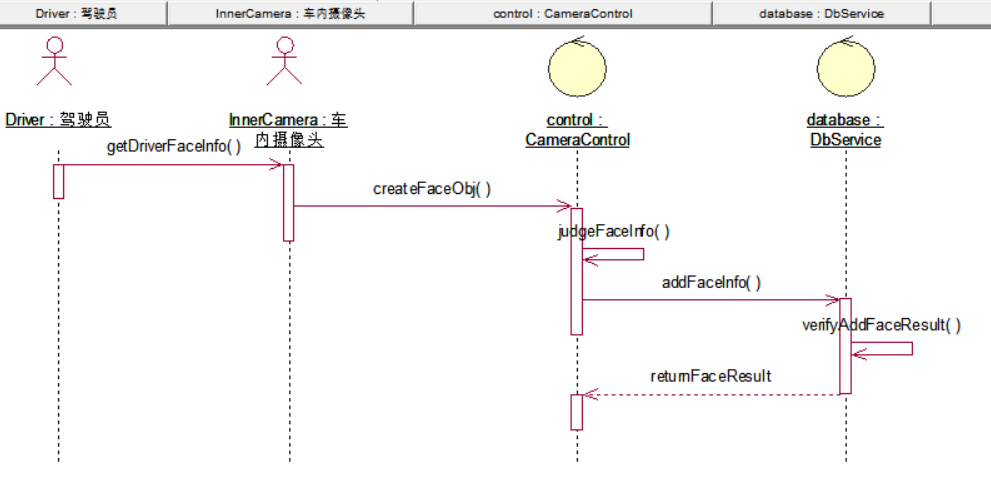 Driver : 驾驶员
InnerCamera : 车内摄像头
control : CameraControl
database : DbService
Driver : 驾驶员
InnerCamera : 车
内摄像头
control :
CameraControl
database :
DbService
getDriverFaceInfo( )
createFaceObj( )
judgeFaceInfo( )
addFaceInfo( )
verifyAddFaceResult( )
returnFaceResult